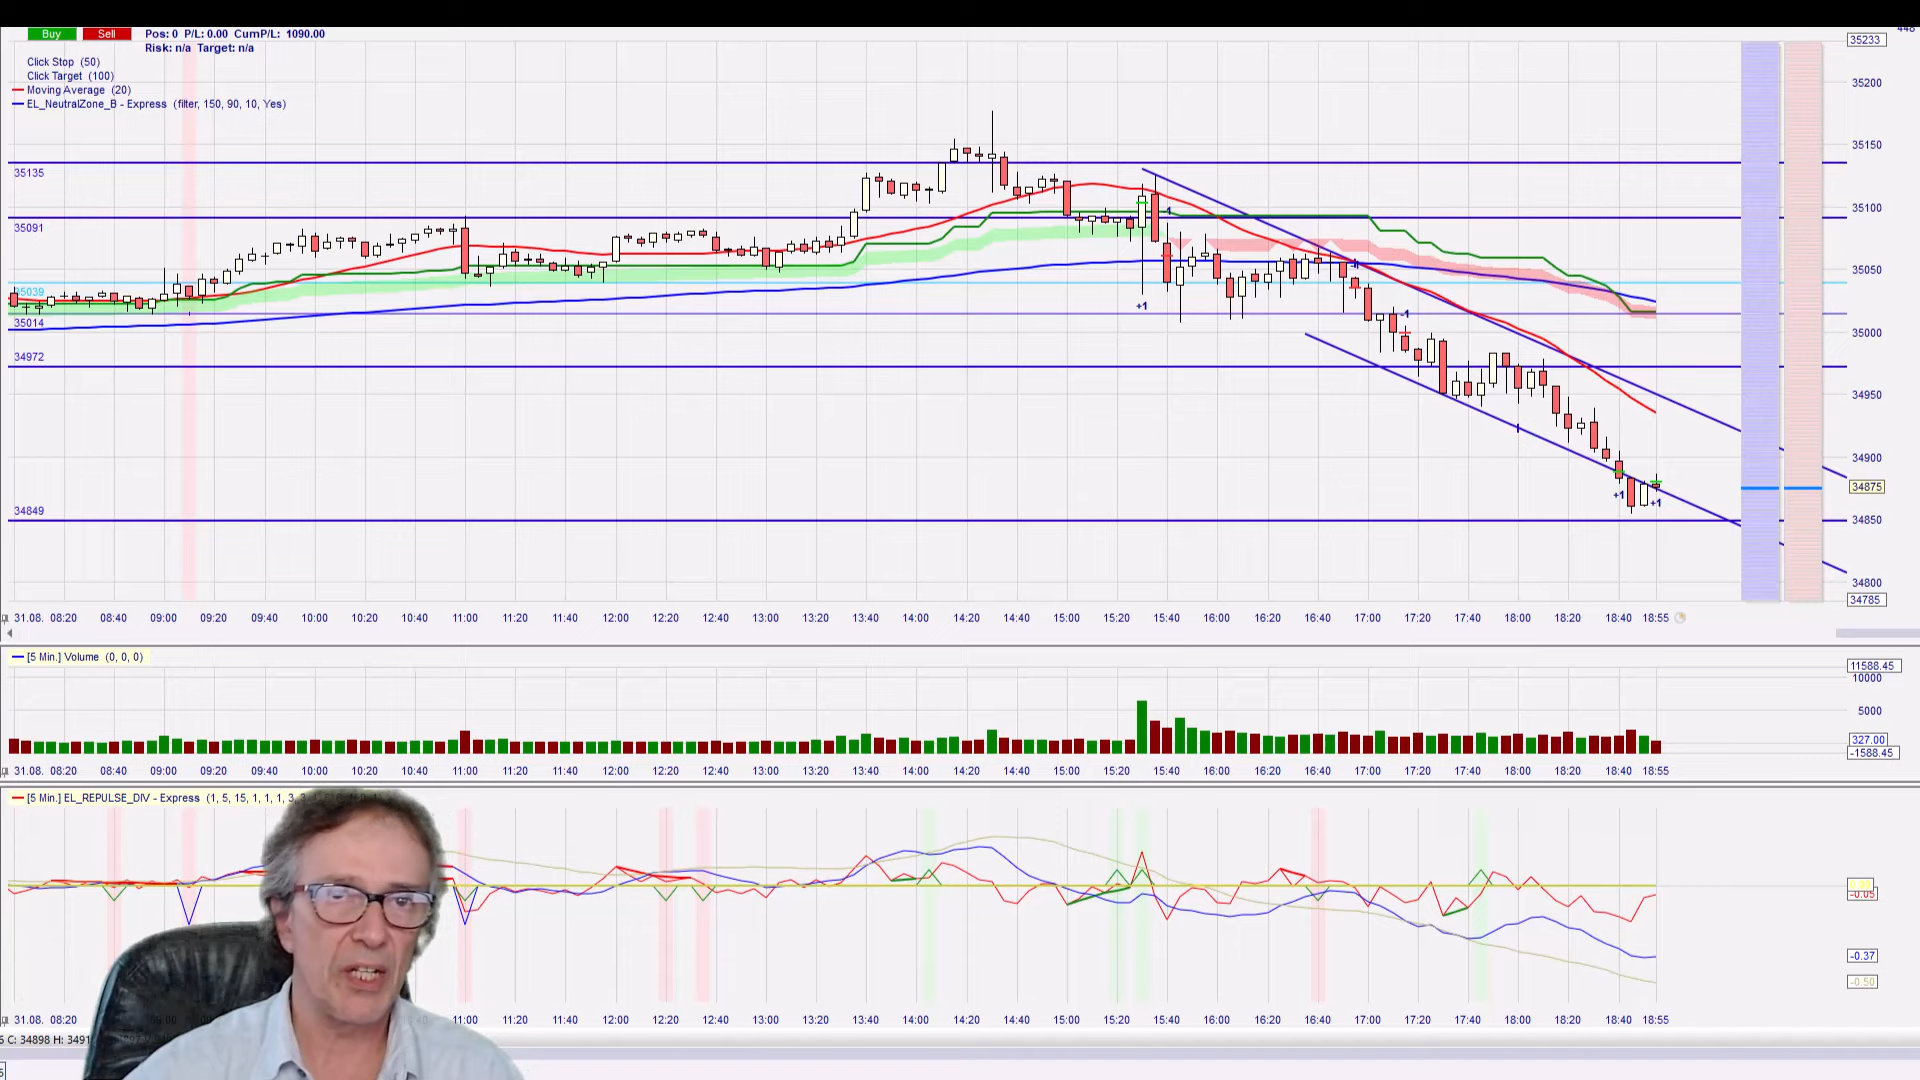 Buy Sell Pos: 0 P/L: 0.00 CumP/L: 1090.00
Risk: n/a Target: n/a
Click Stop (50)
Click Target (100)
Moving Average (20)
EL_NeutralZone_B - Express (filter, 150, 90, 10, Yes)
35233
35200
35150
35135
35100
35091
35050
35039
35014
35000
34972
34950
34900
34875
34849
34850
34800
34785
-1
+1
-1
-1
+1
+1
31.08. 08:20 08:40 09:00 09:20 09:40 10:00 10:20 10:40 11:00 11:20 11:40 12:00 12:20 12:40 13:00 13:20 13:40 14:00 14:20 14:40 15:00 15:20 15:40 16:00 16:20 16:40 17:00 17:20 17:40 18:00 18:20 18:40 18:55
[5 Min.] Volume (0, 0, 0)
11588.45
10000
5000
327.00
-1588.45
31.08. 08:20 08:40 09:00 09:20 09:40 10:00 10:20 10:40 11:00 11:20 11:40 12:00 12:20 12:40 13:00 13:20 13:40 14:00 14:20 14:40 15:00 15:20 15:40 16:00 16:20 16:40 17:00 17:20 17:40 18:00 18:20 18:40 18:55
[5 Min.] EL_REPULSE_DIV - Express (1, 5, 15, 1, 1, 1, 3,
-0.05
-0.37
-0.50
31.08. 08:20 09:00 11:00 11:20 11:40 12:00 12:20 12:40 13:00 13:20 13:40 14:00 14:20 14:40 15:00 15:20 15:40 16:00 16:20 16:40 17:00 17:20 17:40 18:00 18:20 18:40 18:55
C: 34898 H: